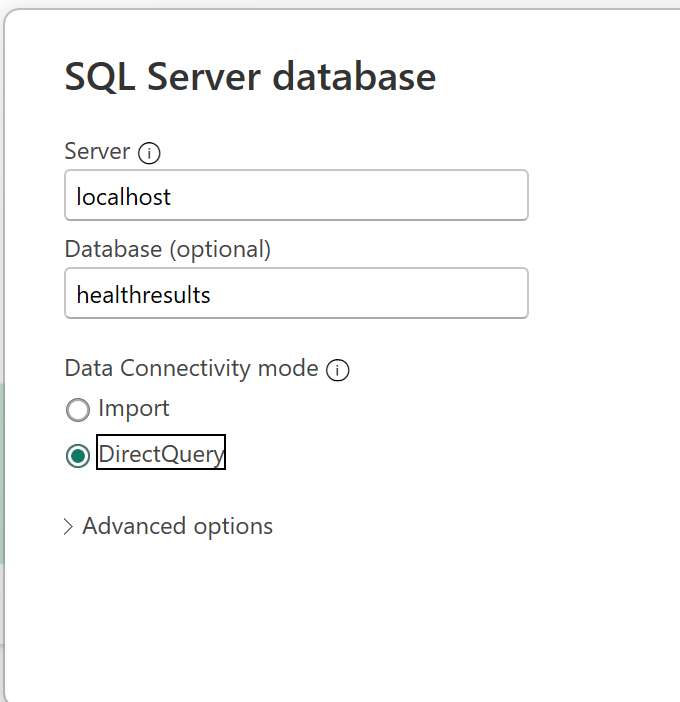 SQL Server database
Server
localhost
Database (optional)
healthresults
Data Connectivity mode
Import
DirectQuery
Advanced options